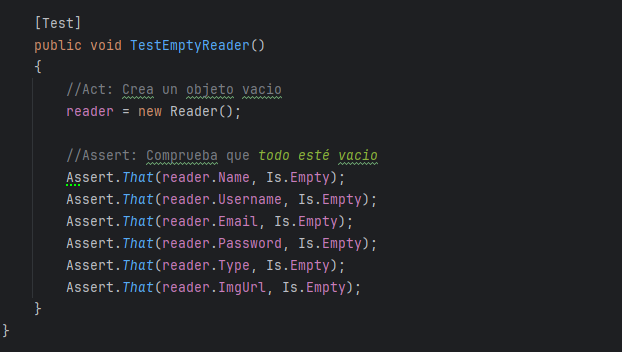 [Test]
public void TestEmptyReader()
{
//Act: Crea un objeto vacio
reader = new Reader();
//Assert: Comprueba que todo esté vacio
Assert.That(reader.Name, Is.Empty);
Assert.That(reader.Username, Is.Empty);
Assert.That(reader.Email, Is.Empty);
Assert.That(reader.Password, Is.Empty);
Assert.That(reader.Type, Is.Empty);
Assert.That(reader.ImgUrl, Is.Empty);
}
}